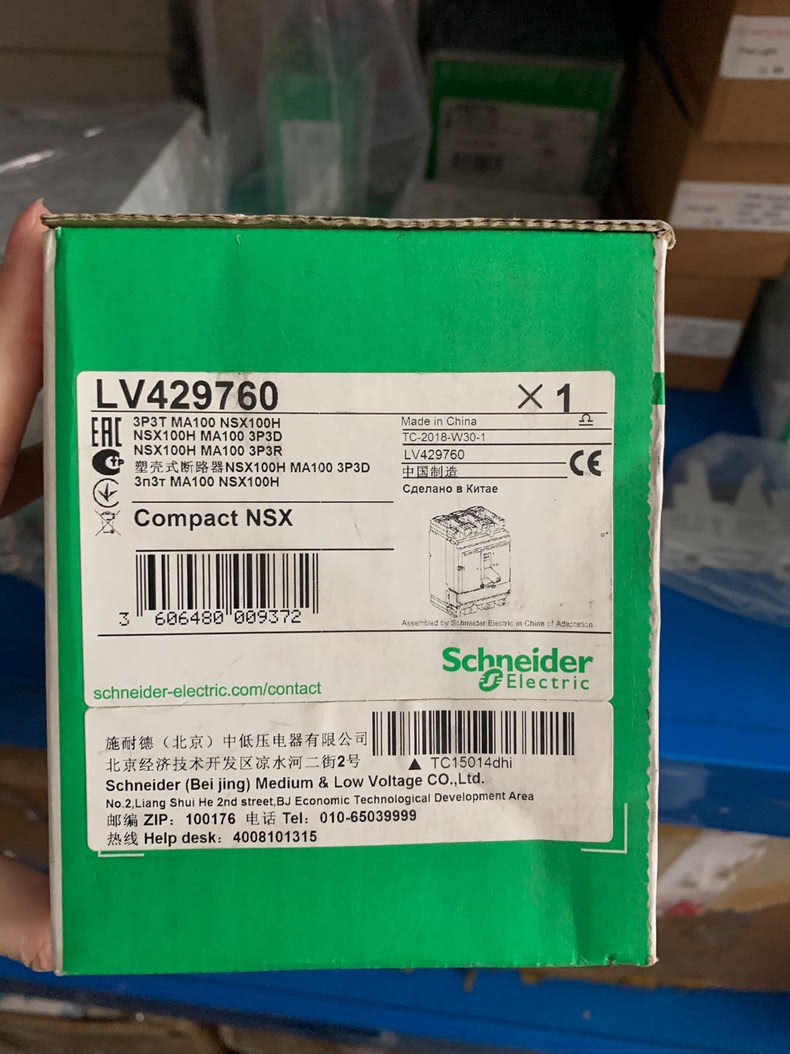 LV429760 X 1
EAC
3P3T MA100 NSX100H
NSX100H MA100 3P3D
NSX100H MA100 3P3R
塑壳式断路器NSX100H MA100 3P3D
3п3т MA100 NSX100H
Made in China
TC-2018-W30-1
LV429760
中国制造
CE
Сделано в Китае
Compact NSX
3 606480 009372
Assembled by Schneider Electric in China of Adaptation
schneider-electric.com/contact
Schneider
Electric
施耐德（北京）中低压电器有限公司
北京经济技术开发区凉水河二街2号
TC15014dhi
Schneider (Bei jing) Medium & Low Voltage CO.,Ltd.
No.2,Liang Shui He 2nd street,BJ Economic Technological Development Area
邮编 ZIP: 100176 电话 Tel: 010-65039999
热线 Help desk: 4008101315